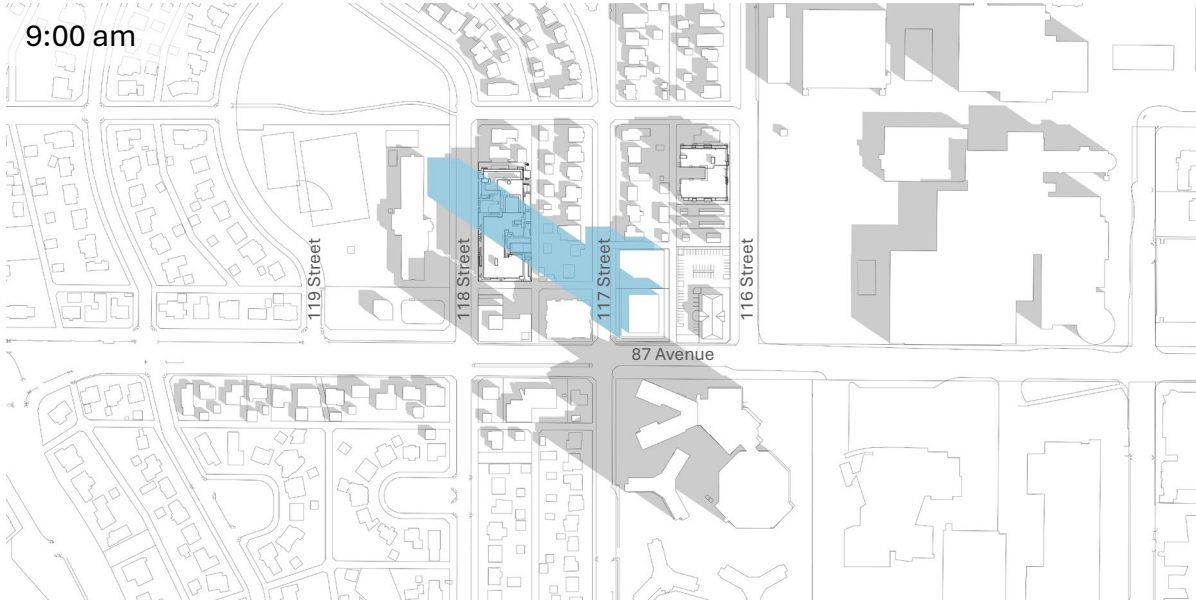 9:00 am
119 Street
118 Street
117 Street
116 Street
87 Avenue